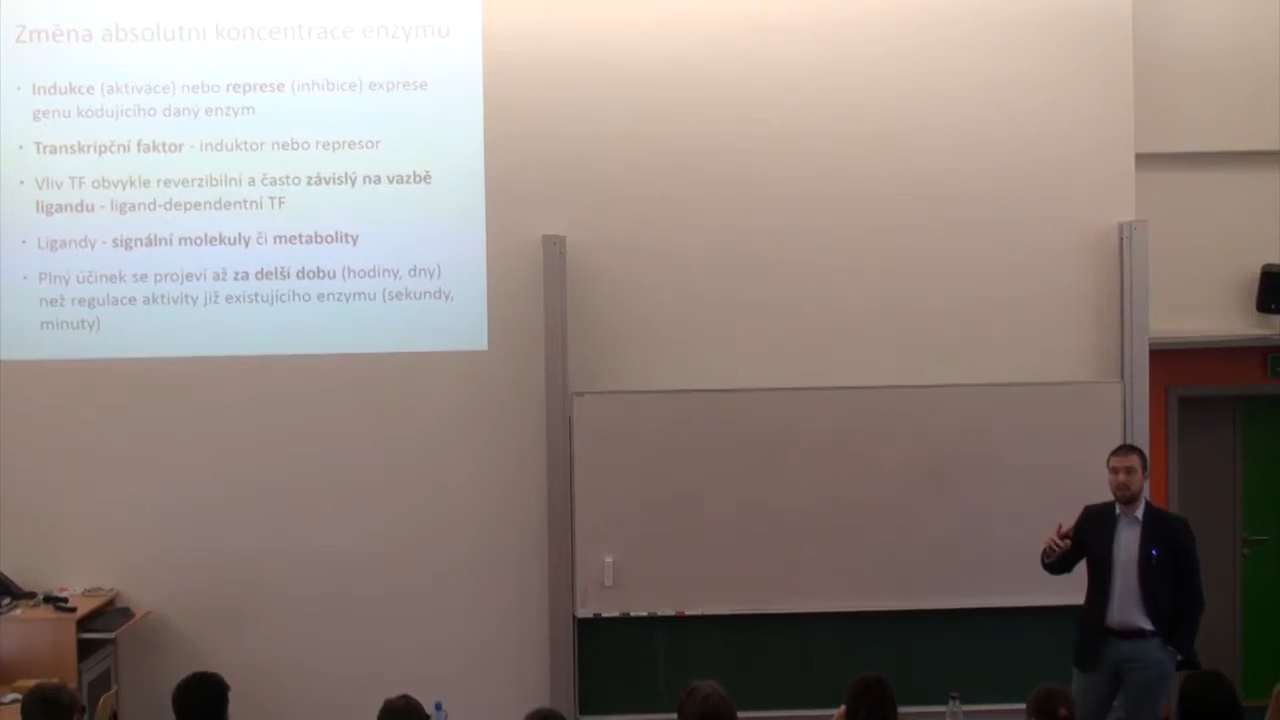 Změna absolutní koncentrace enzymu
• Indukce (aktivace) nebo represe (inhibice) exprese
genu kódujícího daný enzym
• Transkripční faktor - induktor nebo represor
• Vliv TF obvykle reverzibilní a často závislý na vazbě
ligandu - ligand-dependentní TF
• Ligandy - signální molekuly či metabolity
• Plný účinek se projeví až za delší dobu (hodiny, dny)
než regulace aktivity již existujícího enzymu (sekundy,
minuty)